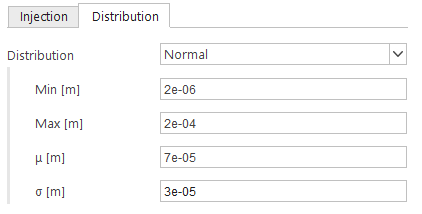 Injection Distribution
Distribution Normal
Min [m] 2e-06
Max [m] 2e-04
μ [m] 7e-05
σ [m] 3e-05